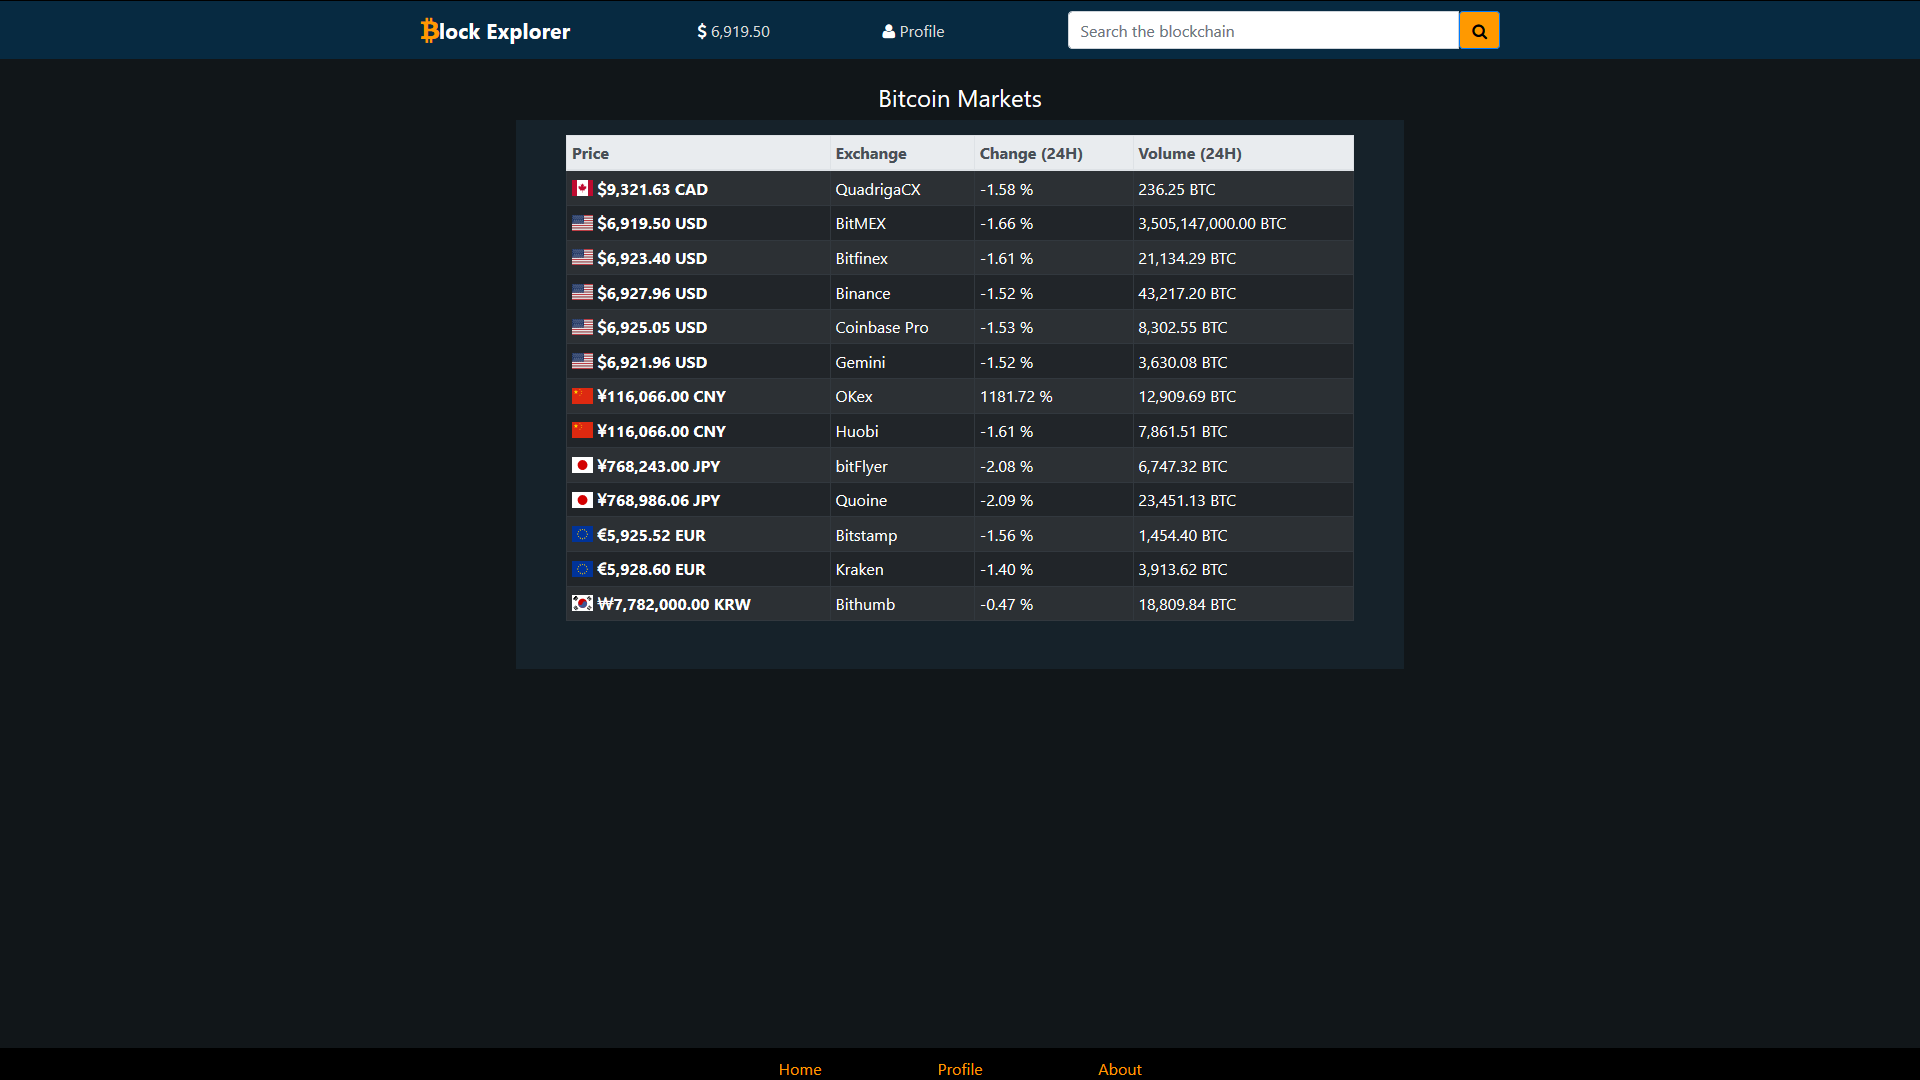 Block Explorer $ 6,919.50 Profile Search the blockchain
Bitcoin Markets
Price Exchange Change (24H) Volume (24H)
$9,321.63 CAD QuadrigaCX -1.58 % 236.25 BTC
$6,919.50 USD BitMEX -1.66 % 3,505,147,000.00 BTC
$6,923.40 USD Bitfinex -1.61 % 21,134.29 BTC
$6,927.96 USD Binance -1.52 % 43,217.20 BTC
$6,925.05 USD Coinbase Pro -1.53 % 8,302.55 BTC
$6,921.96 USD Gemini -1.52 % 3,630.08 BTC
¥116,066.00 CNY OKex 1181.72 % 12,909.69 BTC
¥116,066.00 CNY Huobi -1.61 % 7,861.51 BTC
¥768,243.00 JPY bitFlyer -2.08 % 6,747.32 BTC
¥768,986.06 JPY Quoine -2.09 % 23,451.13 BTC
€5,925.52 EUR Bitstamp -1.56 % 1,454.40 BTC
€5,928.60 EUR Kraken -1.40 % 3,913.62 BTC
₩7,782,000.00 KRW Bithumb -0.47 % 18,809.84 BTC
Home Profile About